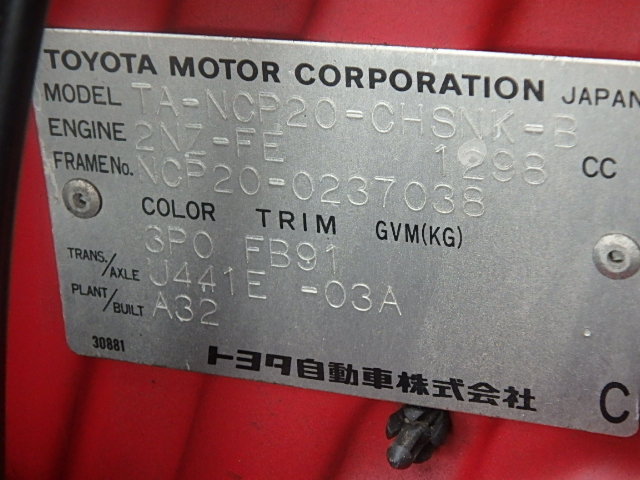 TOYOTA MOTOR CORPORATION JAPAN
MODEL TA-NCP20-CHSNK-B
ENGINE 2NZ-FE 1298 CC
FRAME No. NCP20-0237038
COLOR TRIM GVM(KG)
3P0 FB91
TRANS./AXLE U441E -03A
PLANT/BUILT A32
30881
トヨタ自動車株式会社 C